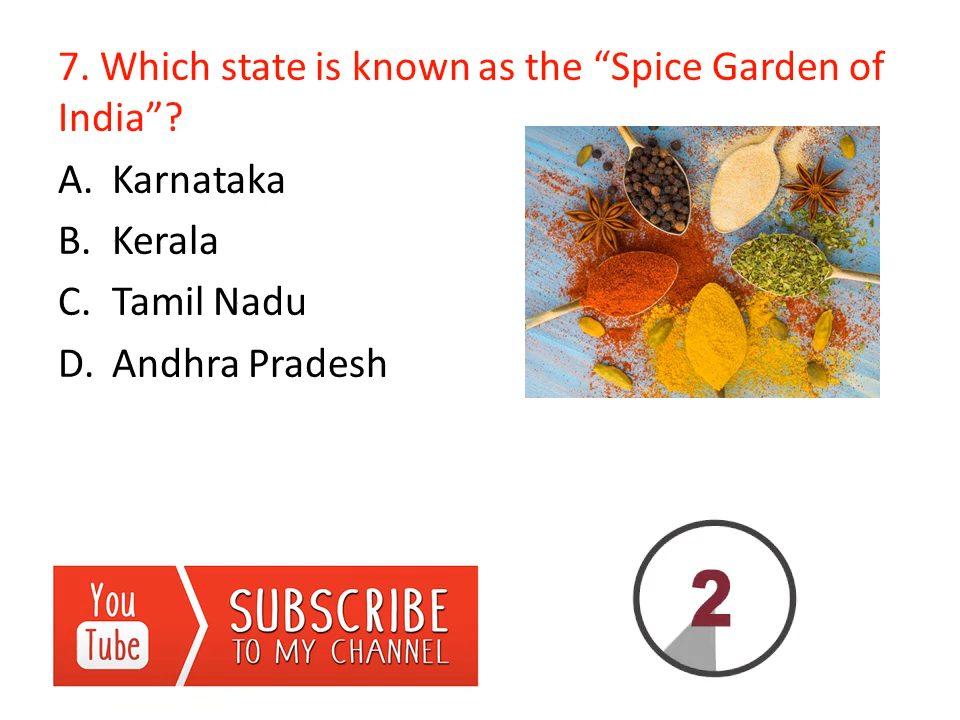 7. Which state is known as the “Spice Garden of
India”?
A. Karnataka
B. Kerala
C. Tamil Nadu
D. Andhra Pradesh
You
Tube
SUBSCRIBE
TO MY CHANNEL
2